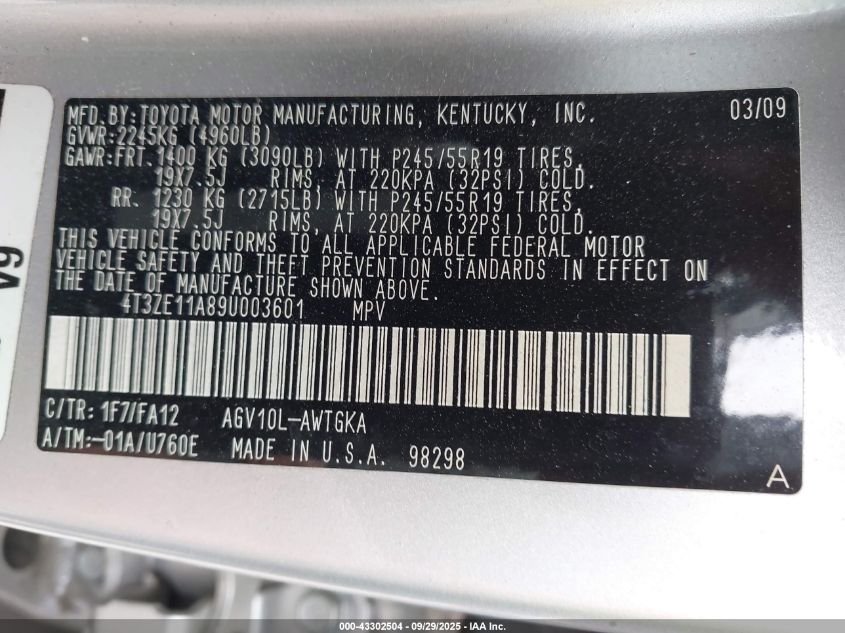 MFD.BY:TOYOTA MOTOR MANUFACTURING, KENTUCKY, INC. 03/09
GVWR:2245KG (4960LB)
GAWR:FRT. 1400 KG (3090LB) WITH P245/55R19 TIRES,
19X7.5J RIMS, AT 220KPA (32PSI) COLD.
RR. 1230 KG (2715LB) WITH P245/55R19 TIRES,
19X7.5J RIMS, AT 220KPA (32PSI) COLD.
THIS VEHICLE CONFORMS TO ALL APPLICABLE FEDERAL MOTOR
VEHICLE SAFETY AND THEFT PREVENTION STANDARDS IN EFFECT ON
THE DATE OF MANUFACTURE SHOWN ABOVE.
4T3ZE11A89U003601 MPV
C/TR: 1F7/FA12 AGV10L-AWTGKA
A/TM:-01A/U760E MADE IN U.S.A. 98298
A
V9
000-43302504 - 09/29/2025 - IAA Inc.